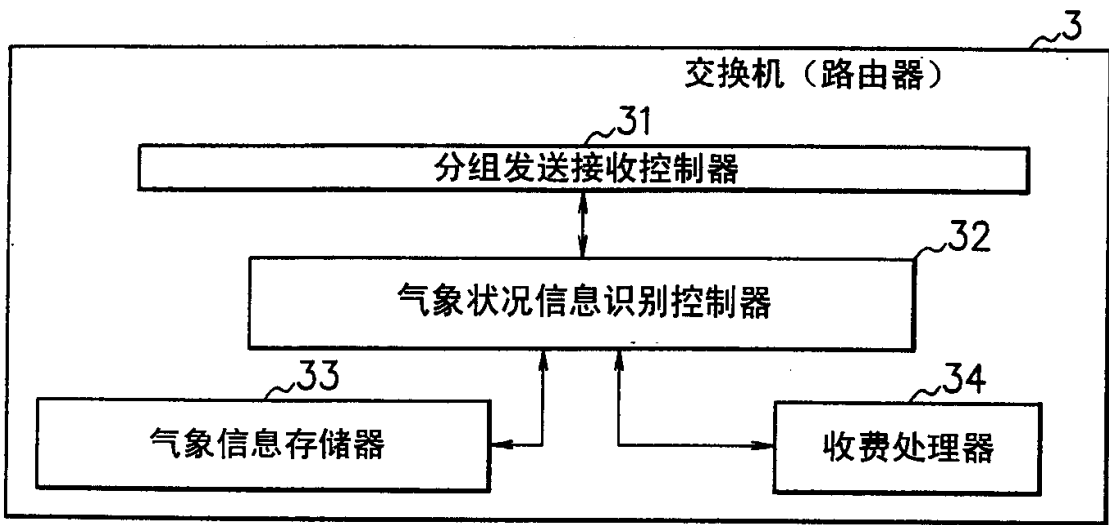 3
交换机（路由器）
31
分组发送接收控制器
32
气象状况信息识别控制器
33
气象信息存储器
34
收费处理器